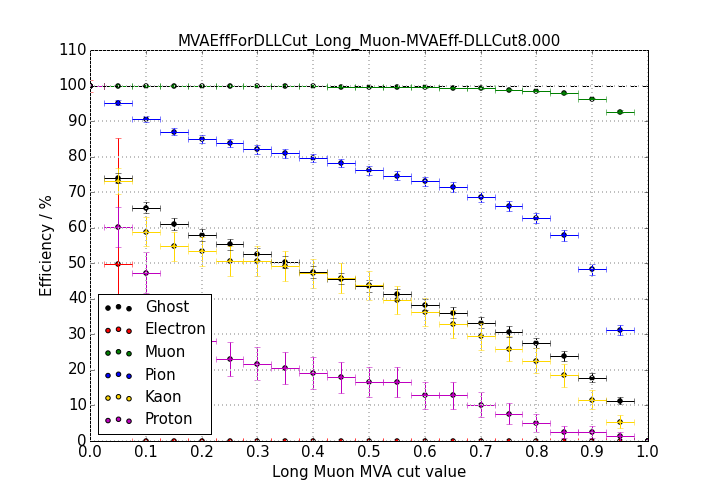 MVAEffForDLLCut_Long_Muon-MVAEff-DLLCut8.000
110
100
90
80
70
60
50
40
30
20
10
0
Efficiency / %
Ghost
Electron
Muon
Pion
Kaon
Proton
0.0 0.1 0.2 0.3 0.4 0.5 0.6 0.7 0.8 0.9 1.0
Long Muon MVA cut value